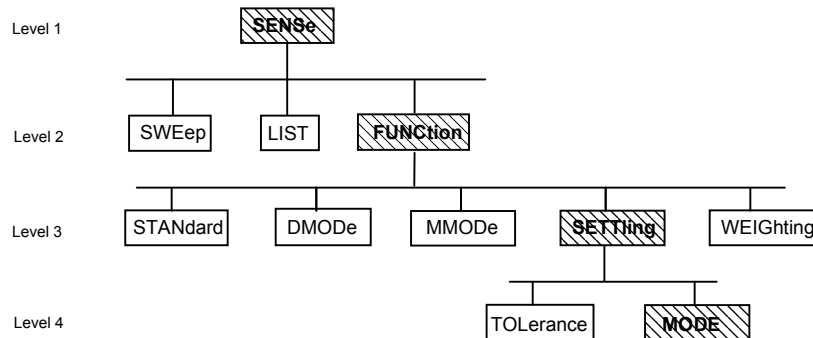 Level 1
SENSe
Level 2
SWEep
LIST
FUNCtion
Level 3
STANdard
DMODe
MMODe
SETTling
WEIGhting
Level 4
TOLerance
MODE